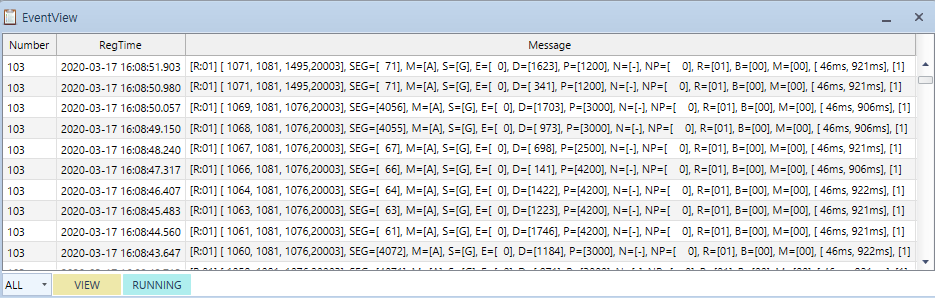 EventView
Number RegTime Message
103 2020-03-17 16:08:51.903 [R:01] [ 1071, 1081, 1495,20003], SEG=[ 71], M=[A], S=[G], E=[ 0], D=[1623], P=[1200], N=[-], NP=[ 0], R=[01], B=[00], M=[00], [ 46ms, 921ms], [1]
103 2020-03-17 16:08:50.980 [R:01] [ 1071, 1081, 1495,20003], SEG=[ 71], M=[A], S=[G], E=[ 0], D=[ 341], P=[1200], N=[-], NP=[ 0], R=[01], B=[00], M=[00], [ 46ms, 921ms], [1]
103 2020-03-17 16:08:50.057 [R:01] [ 1069, 1081, 1076,20003], SEG=[4056], M=[A], S=[G], E=[ 0], D=[1703], P=[3000], N=[-], NP=[ 0], R=[01], B=[00], M=[00], [ 46ms, 906ms], [1]
103 2020-03-17 16:08:49.150 [R:01] [ 1068, 1081, 1076,20003], SEG=[4055], M=[A], S=[G], E=[ 0], D=[ 973], P=[3000], N=[-], NP=[ 0], R=[01], B=[00], M=[00], [ 46ms, 906ms], [1]
103 2020-03-17 16:08:48.240 [R:01] [ 1067, 1081, 1076,20003], SEG=[ 67], M=[A], S=[G], E=[ 0], D=[ 698], P=[2500], N=[-], NP=[ 0], R=[01], B=[00], M=[00], [ 46ms, 921ms], [1]
103 2020-03-17 16:08:47.317 [R:01] [ 1066, 1081, 1076,20003], SEG=[ 66], M=[A], S=[G], E=[ 0], D=[ 141], P=[4200], N=[-], NP=[ 0], R=[01], B=[00], M=[00], [ 46ms, 906ms], [1]
103 2020-03-17 16:08:46.407 [R:01] [ 1064, 1081, 1076,20003], SEG=[ 64], M=[A], S=[G], E=[ 0], D=[1422], P=[4200], N=[-], NP=[ 0], R=[01], B=[00], M=[00], [ 46ms, 922ms], [1]
103 2020-03-17 16:08:45.483 [R:01] [ 1063, 1081, 1076,20003], SEG=[ 63], M=[A], S=[G], E=[ 0], D=[1223], P=[4200], N=[-], NP=[ 0], R=[01], B=[00], M=[00], [ 46ms, 921ms], [1]
103 2020-03-17 16:08:44.560 [R:01] [ 1061, 1081, 1076,20003], SEG=[ 61], M=[A], S=[G], E=[ 0], D=[1746], P=[4200], N=[-], NP=[ 0], R=[01], B=[00], M=[00], [ 46ms, 921ms], [1]
103 2020-03-17 16:08:43.647 [R:01] [ 1060, 1081, 1076,20003], SEG=[4072], M=[A], S=[G], E=[ 0], D=[1184], P=[3000], N=[-], NP=[ 0], R=[01], B=[00], M=[00], [ 46ms, 922ms], [1]
ALL VIEW RUNNING